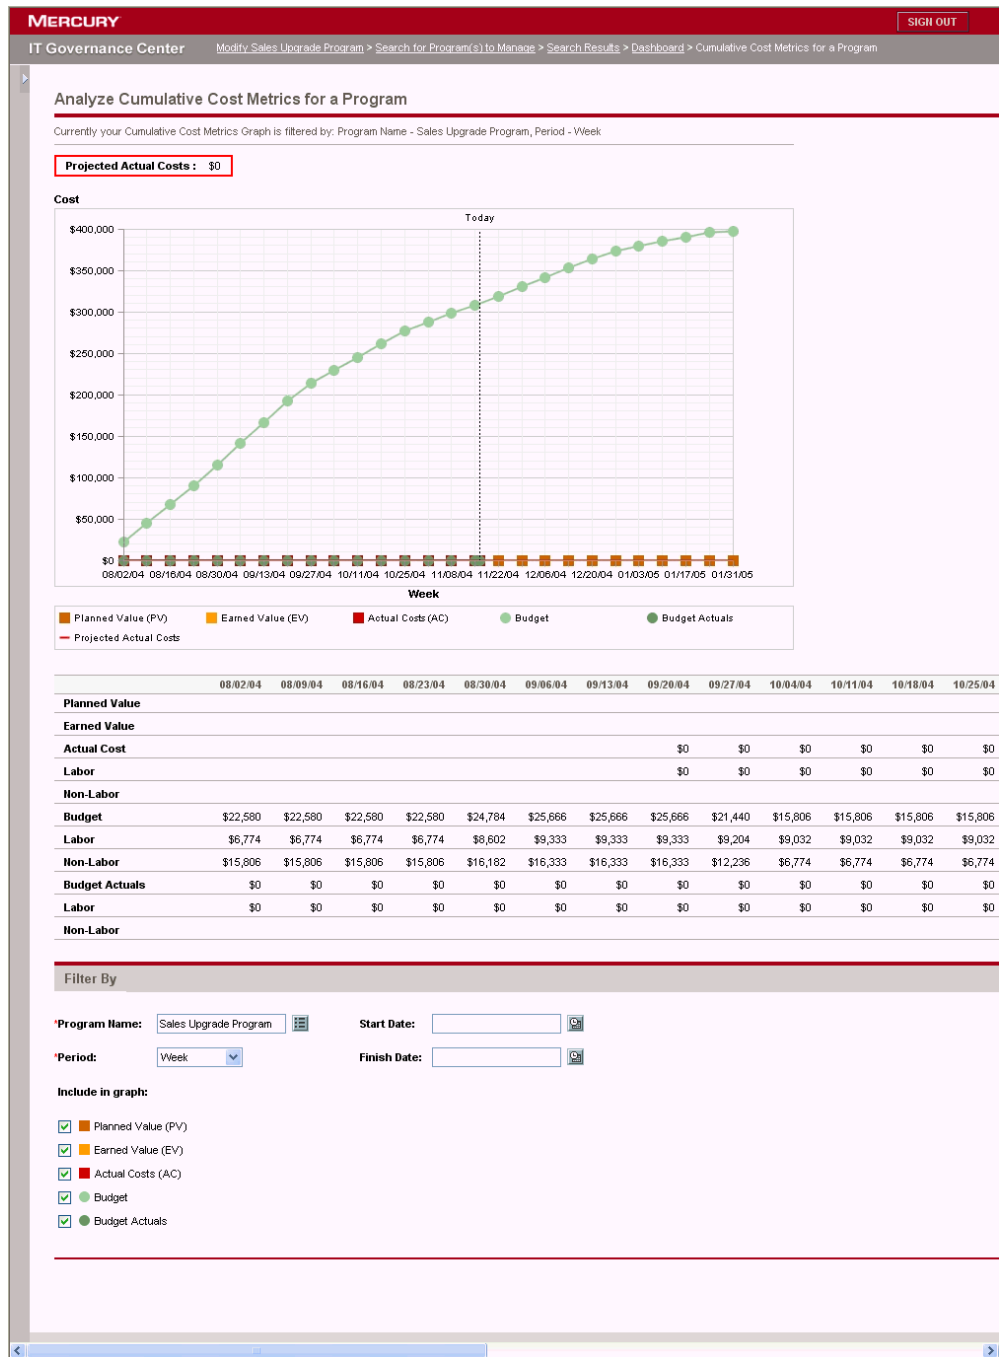 MERCURY
SIGN OUT
IT Governance Center
Modify Sales Upgrade Program > Search for Program(s) to Manage > Search Results > Dashboard > Cumulative Cost Metrics for a Program
Analyze Cumulative Cost Metrics for a Program
Currently your Cumulative Cost Metrics Graph is filtered by: Program Name - Sales Upgrade Program, Period - Week
Projected Actual Costs : $0
Cost
Today
$400,000
$350,000
$300,000
$250,000
$200,000
$150,000
$100,000
$50,000
$0
08/02/04 08/16/04 08/30/04 09/13/04 09/27/04 10/11/04 10/25/04 11/08/04 11/22/04 12/06/04 12/20/04 01/03/05 01/17/05 01/31/05
Week
Planned Value (PV) Earned Value (EV) Actual Costs (AC) Budget Budget Actuals
Projected Actual Costs
08/02/04 08/09/04 08/16/04 08/23/04 08/30/04 09/06/04 09/13/04 09/20/04 09/27/04 10/04/04 10/11/04 10/18/04 10/25/04
Planned Value
Earned Value
Actual Cost $0 $0 $0 $0 $0 $0
Labor $0 $0 $0 $0 $0 $0
Non-Labor
Budget $22,580 $22,580 $22,580 $22,580 $24,784 $25,666 $25,666 $25,666 $21,440 $15,806 $15,806 $15,806 $15,806
Labor $6,774 $6,774 $6,774 $6,774 $8,602 $9,333 $9,333 $9,333 $9,204 $9,032 $9,032 $9,032 $9,032
Non-Labor $15,806 $15,806 $15,806 $15,806 $16,182 $16,333 $16,333 $16,333 $12,236 $6,774 $6,774 $6,774 $6,774
Budget Actuals $0 $0 $0 $0 $0 $0 $0 $0 $0 $0 $0 $0 $0
Labor $0 $0 $0 $0 $0 $0 $0 $0 $0 $0 $0 $0 $0
Non-Labor
Filter By
*Program Name: Sales Upgrade Program Start Date:
*Period: Week Finish Date:
Include in graph:
Planned Value (PV)
Earned Value (EV)
Actual Costs (AC)
Budget
Budget Actuals